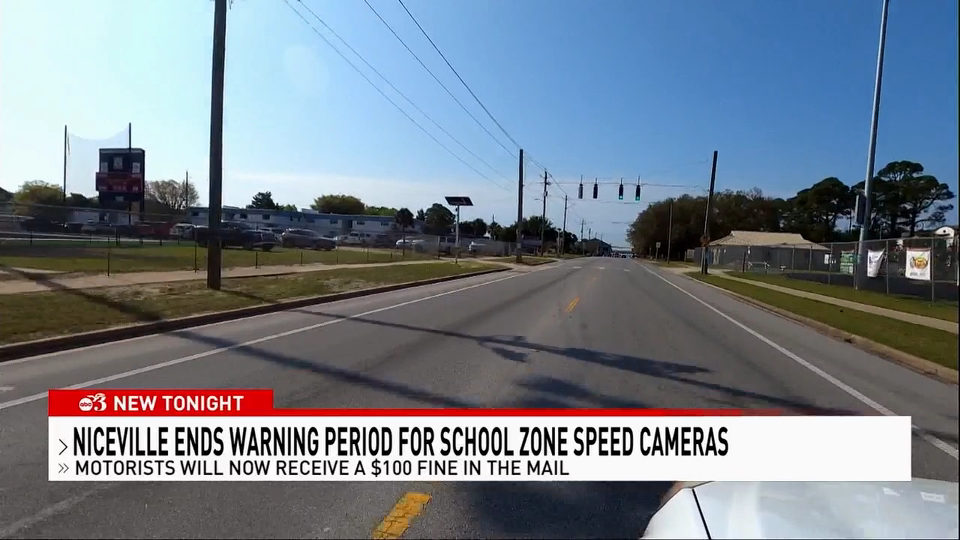 abc 3 NEW TONIGHT
NICEVILLE ENDS WARNING PERIOD FOR SCHOOL ZONE SPEED CAMERAS
MOTORISTS WILL NOW RECEIVE A $100 FINE IN THE MAIL